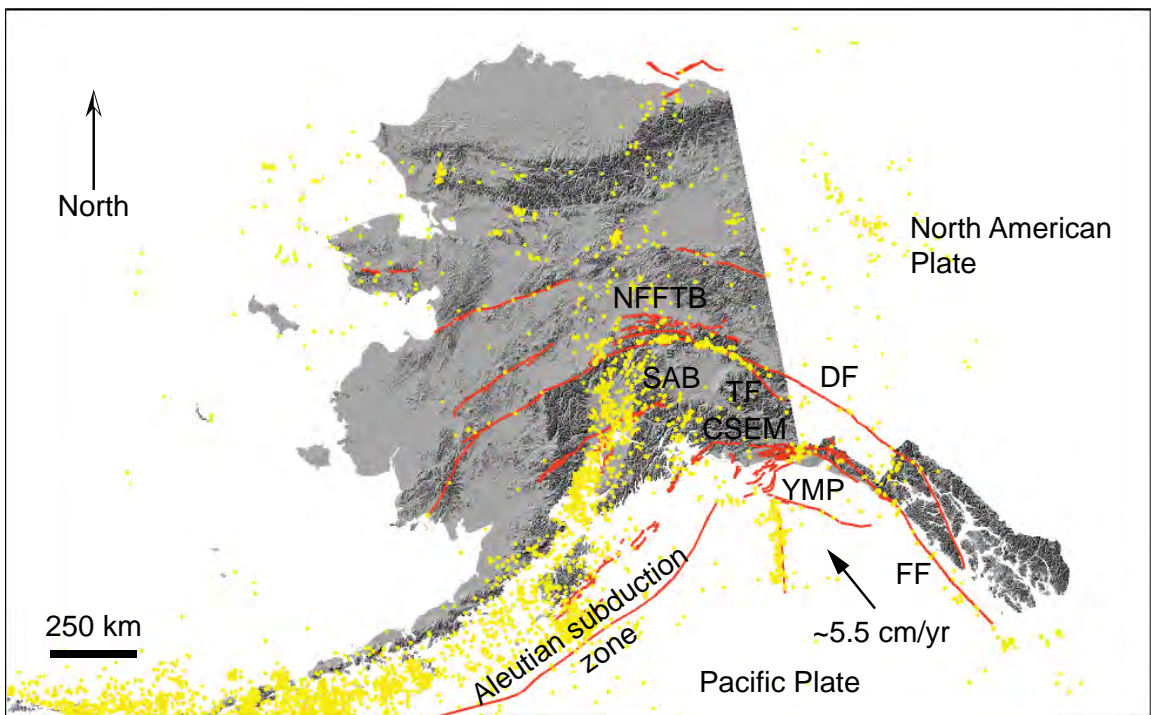 North
North American
Plate
NFFTB
SAB
TF
DF
CSEM
YMP
FF
~5.5 cm/yr
Aleutian subduction
zone
250 km
Pacific Plate